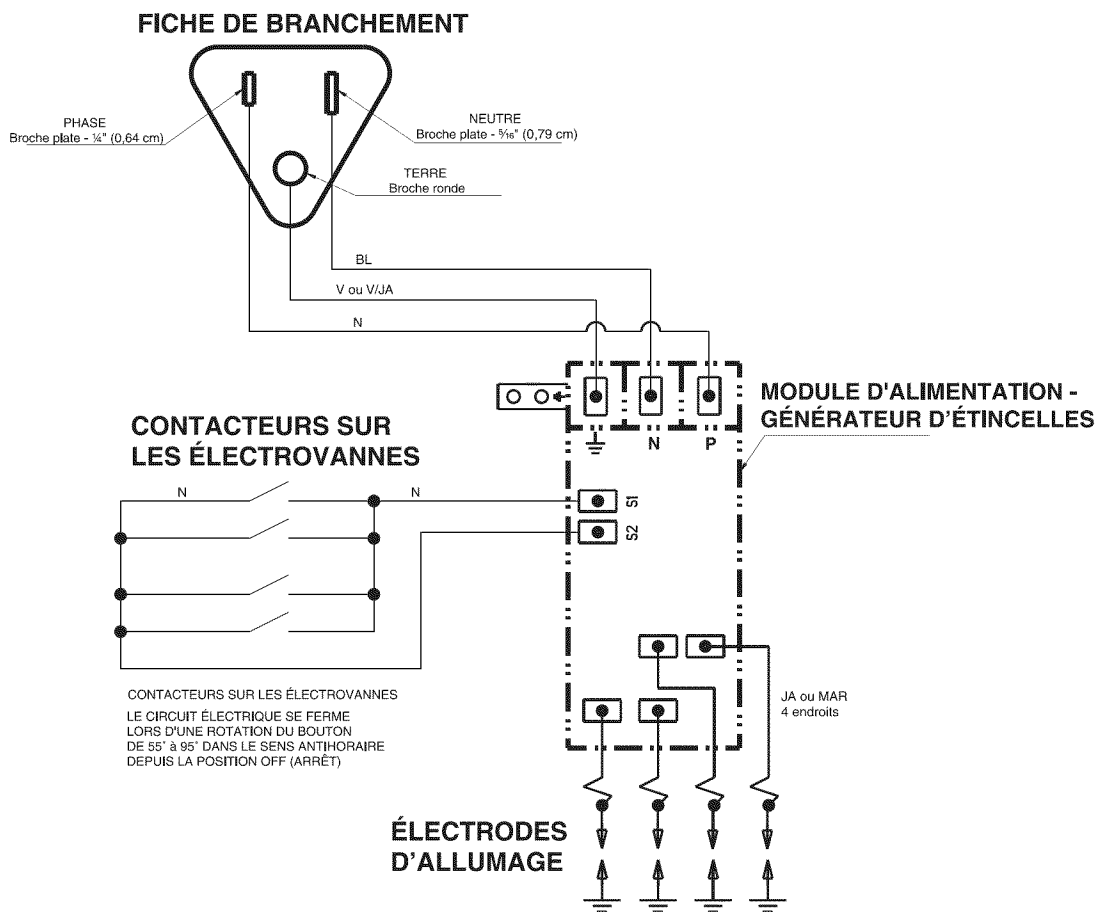 FICHE DE BRANCHEMENT
PHASE
Broche plate - ¼" (0,64 cm)
NEUTRE
Broche plate - ⁵⁄₁₆" (0,79 cm)
TERRE
Broche ronde
BL
V ou V/JA
N
MODULE D'ALIMENTATION -
GÉNÉRATEUR D'ÉTINCELLES
N P
CONTACTEURS SUR
LES ÉLECTROVANNES
N N
S1
S2
CONTACTEURS SUR LES ÉLECTROVANNES
LE CIRCUIT ÉLECTRIQUE SE FERME
LORS D'UNE ROTATION DU BOUTON
DE 55° à 95° DANS LE SENS ANTIHORAIRE
DEPUIS LA POSITION OFF (ARRÊT)
JA ou MAR
4 endroits
ÉLECTRODES
D'ALLUMAGE